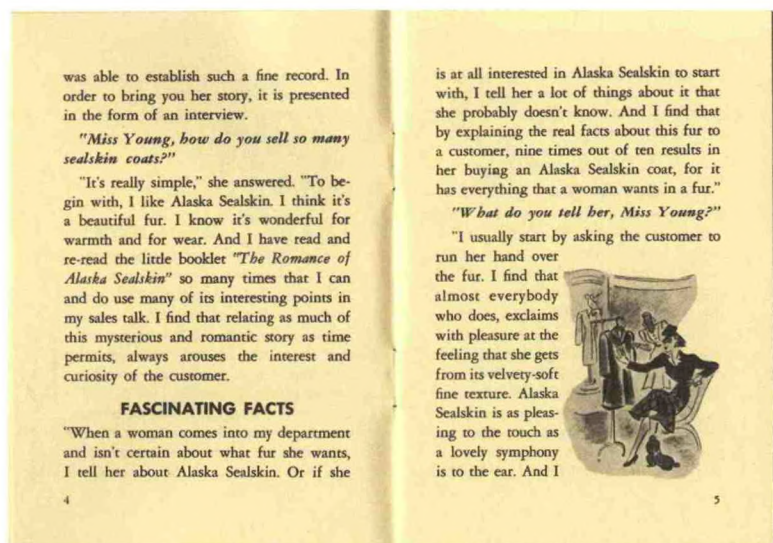 was able to establish such a fine record. In
order to bring you her story, it is presented
in the form of an interview.
"Miss Young, how do you sell so many
sealskin coats?"
"It's really simple," she answered. "To be-
gin with, I like Alaska Sealskin. I think it's
a beautiful fur. I know it's wonderful for
warmth and for wear. And I have read and
re-read the little booklet "The Romance of
Alaska Sealskin" so many times that I can
and do use many of its interesting points in
my sales talk. I find that relating as much of
this mysterious and romantic story as time
permits, always arouses the interest and
curiosity of the customer.
FASCINATING FACTS
"When a woman comes into my department
and isn't certain about what fur she wants,
I tell her about Alaska Sealskin. Or if she
4
is at all interested in Alaska Sealskin to start
with, I tell her a lot of things about it that
she probably doesn't know. And I find that
by explaining the real facts about this fur to
a customer, nine times out of ten results in
her buying an Alaska Sealskin coat, for it
has everything that a woman wants in a fur."
"What do you tell her, Miss Young?"
"I usually start by asking the customer to
run her hand over
the fur. I find that
almost everybody
who does, exclaims
with pleasure at the
feeling that she gets
from its velvety-soft
fine texture. Alaska
Sealskin is as pleas-
ing to the touch as
a lovely symphony
is to the ear. And I
5